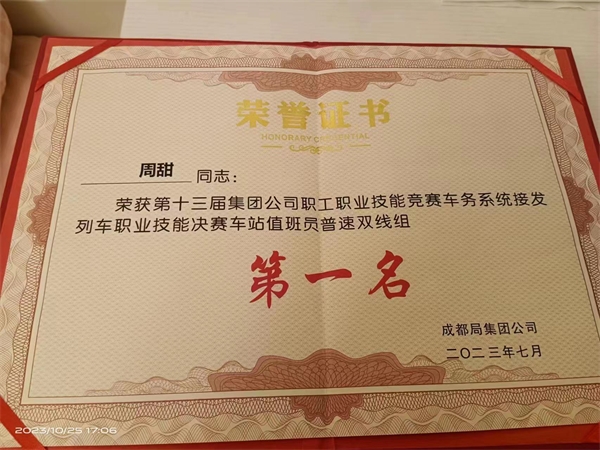 荣誉证书
HONORARY CREDENTIAL
周甜 同志：
荣获第十三届集团公司职工职业技能竞赛车务系统接发
列车职业技能决赛车站值班员普速双线组
第一名
成都局集团公司
二〇二三年七月
2023/10/25 17:06